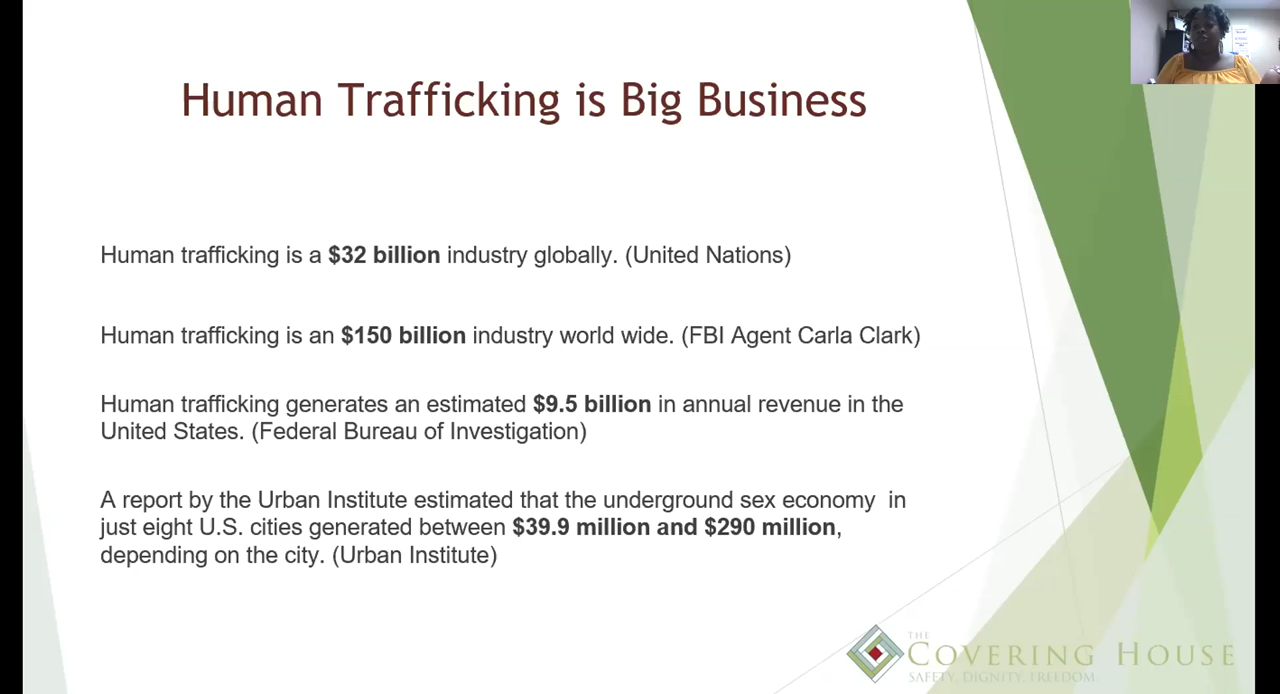 Human Trafficking is Big Business
Human trafficking is a $32 billion industry globally. (United Nations)
Human trafficking is an $150 billion industry world wide. (FBI Agent Carla Clark)
Human trafficking generates an estimated $9.5 billion in annual revenue in the
United States. (Federal Bureau of Investigation)
A report by the Urban Institute estimated that the underground sex economy  in
just eight U.S. cities generated between $39.9 million and $290 million,
depending on the city. (Urban Institute)
THE
COVERING HOUSE
SAFETY. DIGNITY. FREEDOM.